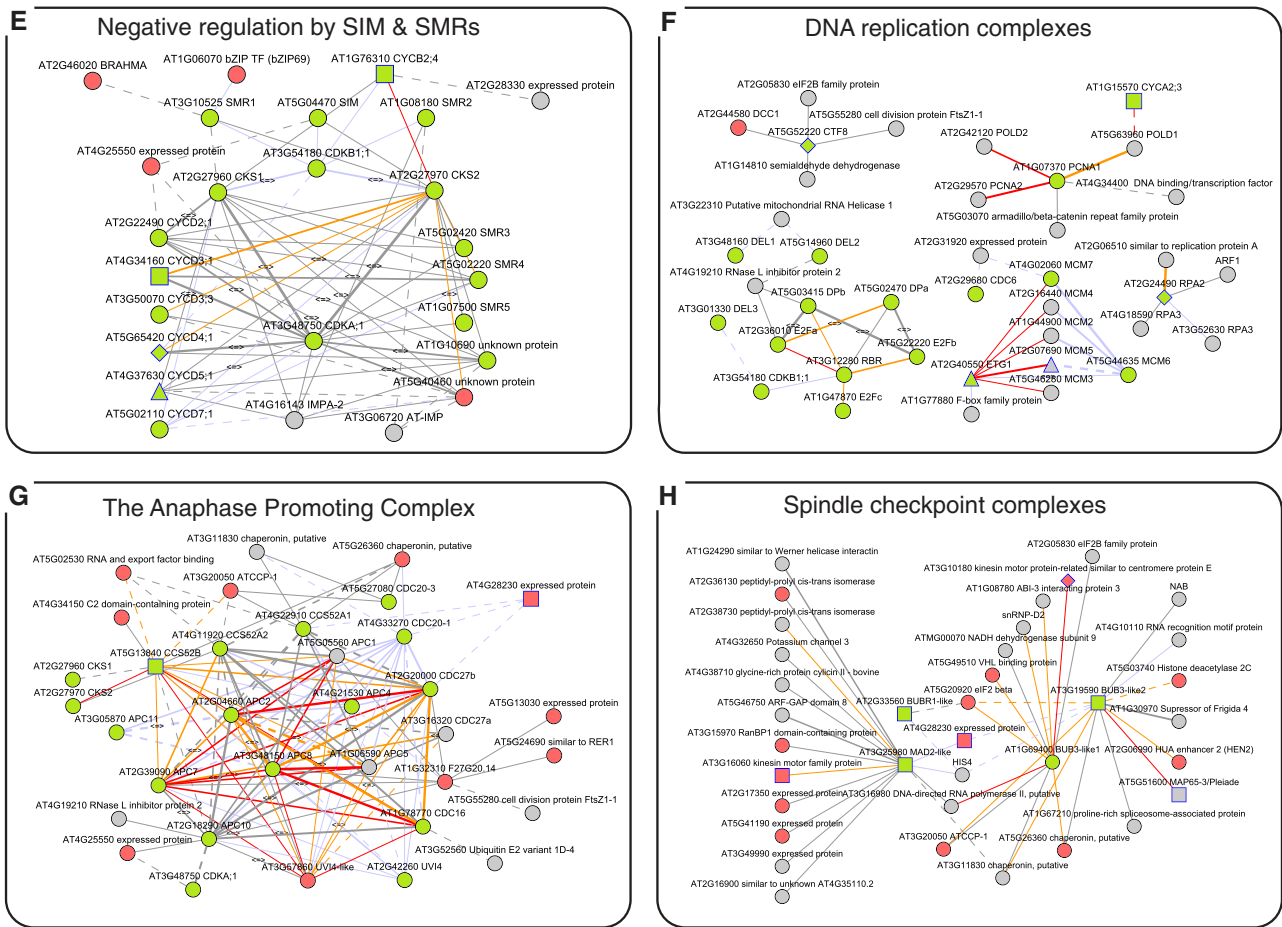 E
Negative regulation by SIM & SMRs
AT2G46020 BRAHMA
AT1G06070 bZIP TF (bZIP69)
AT1G76310 CYCB2;4
AT2G28330 expressed protein
AT3G10525 SMR1
AT5G04470 SIM
AT1G08180 SMR2
AT4G25550 expressed protein
AT3G54180 CDKB1;1
AT2G27960 CKS1
AT2G27970 CKS2
AT2G22490 CYCD2;1
AT5G02420 SMR3
AT4G34160 CYCD3;1
AT5G02220 SMR4
AT3G50070 CYCD3;3
AT1G07500 SMR5
AT5G65420 CYCD4;1
AT3G48750 CDKA;1
AT1G10690 unknown protein
AT4G37630 CYCD5;1
AT5G40460 unknown protein
AT5G02110 CYCD7;1
AT4G16143 IMPA-2
AT3G06720 AT-IMP
F
DNA replication complexes
AT2G05830 eIF2B family protein
AT1G15570 CYCA2;3
AT2G44580 DCC1
AT5G55280 cell division protein FtsZ1-1
AT5G52220 CTF8
AT2G42120 POLD2
AT5G63960 POLD1
AT1G14810 semialdehyde dehydrogenase
AT1G07370 PCNA1
AT4G34400 DNA binding/transcription factor
AT2G29570 PCNA2
AT3G22310 Putative mitochondrial RNA Helicase 1
AT5G03070 armadillo/beta-catenin repeat family protein
AT3G48160 DEL1
AT5G14960 DEL2
AT2G31920 expressed protein
AT2G06510 similar to replication protein A
AT4G19210 RNase L inhibitor protein 2
AT4G02060 MCM7
ARF1
AT2G29680 CDC6
AT2G24490 RPA2
AT5G03415 DPb
AT5G02470 DPa
AT2G16440 MCM4
AT3G01330 DEL3
AT4G18590 RPA3
AT2G36010 E2Fa
AT1G44900 MCM2
AT3G52630 RPA3
AT5G22220 E2Fb
AT2G07690 MCM5
AT3G12280 RBR
AT2G40550 ETG1
AT5G44635 MCM6
AT3G54180 CDKB1;1
AT5G46280 MCM3
AT1G47870 E2Fc
AT1G77880 F-box family protein
G
The Anaphase Promoting Complex
AT3G11830 chaperonin, putative
AT5G26360 chaperonin, putative
AT5G02530 RNA and export factor binding
AT3G20050 ATCCP-1
AT4G28230 expressed protein
AT5G27080 CDC20-3
AT4G34150 C2 domain-containing protein
AT4G22910 CCS52A1
AT4G33270 CDC20-1
AT4G11920 CCS52A2
AT5G05560 APC1
AT5G13840 CCS52B
AT2G27960 CKS1
AT2G20000 CDC27b
AT2G27970 CKS2
AT4G21530 APC4
AT2G04660 APC2
AT5G13030 expressed protein
AT3G05870 APC11
AT3G16320 CDC27a
AT5G24690 similar to RER1
AT3G48150 APC8
AT1G06590 APC5
AT2G39090 APC7
AT1G32310 F27G20.14
AT4G19210 RNase L inhibitor protein 2
AT5G55280 cell division protein FtsZ1-1
AT2G18290 APC10
AT1G78770 CDC16
AT4G25550 expressed protein
AT3G52560 Ubiquitin E2 variant 1D-4
AT3G48750 CDKA;1
AT3G57860 UVI4-like
AT2G42260 UVI4
H
Spindle checkpoint complexes
AT1G24290 similar to Werner helicase interactin
AT2G05830 eIF2B family protein
AT3G10180 kinesin motor protein-related similar to centromere protein E
AT2G36130 peptidyl-prolyl cis-trans isomerase
AT1G08780 ABI-3 interacting protein 3
NAB
AT2G38730 peptidyl-prolyl cis-trans isomerase
snRNP-D2
AT4G32650 Potassium channel 3
ATMG00070 NADH dehydrogenase subunit 9
AT4G10110 RNA recognition motif protein
AT4G38710 glycine-rich protein cylicin II - bovine
AT5G49510 VHL binding protein
AT5G03740 Histone deacetylase 2C
AT5G20920 eIF2 beta
AT3G19590 BUB3-like2
AT5G46750 ARF-GAP domain 8
AT2G33560 BUBR1-like
AT1G30970 Supressor of Frigida 4
AT4G28230 expressed protein
AT3G15970 RanBP1 domain-containing protein
AT3G25980 MAD2-like
AT1G69400 BUB3-like1
AT2G06990 HUA enhancer 2 (HEN2)
AT3G16060 kinesin motor family protein
HIS4
AT5G51600 MAP65-3/Pleiade
AT2G17350 expressed protein
AT3G16980 DNA-directed RNA polymerase II, putative
AT1G67210 proline-rich spliceosome-associated protein
AT5G41190 expressed protein
AT3G20050 ATCCP-1
AT5G26360 chaperonin, putative
AT3G49990 expressed protein
AT3G11830 chaperonin, putative
AT2G16900 similar to unknown AT4G35110.2